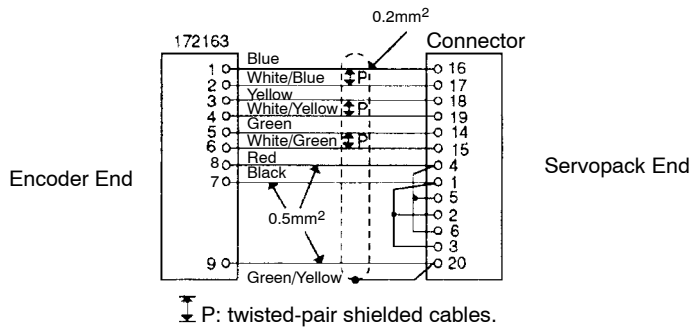 0.2mm2
172163
Connector
1 Blue 16
2 White/Blue P 17
3 Yellow 18
4 White/Yellow P 19
5 Green 14
6 White/Green P 15
8 Red 4
7 Black 1
5
0.5mm2
2
6
3
9 Green/Yellow 20
Encoder End
Servopack End
P: twisted-pair shielded cables.